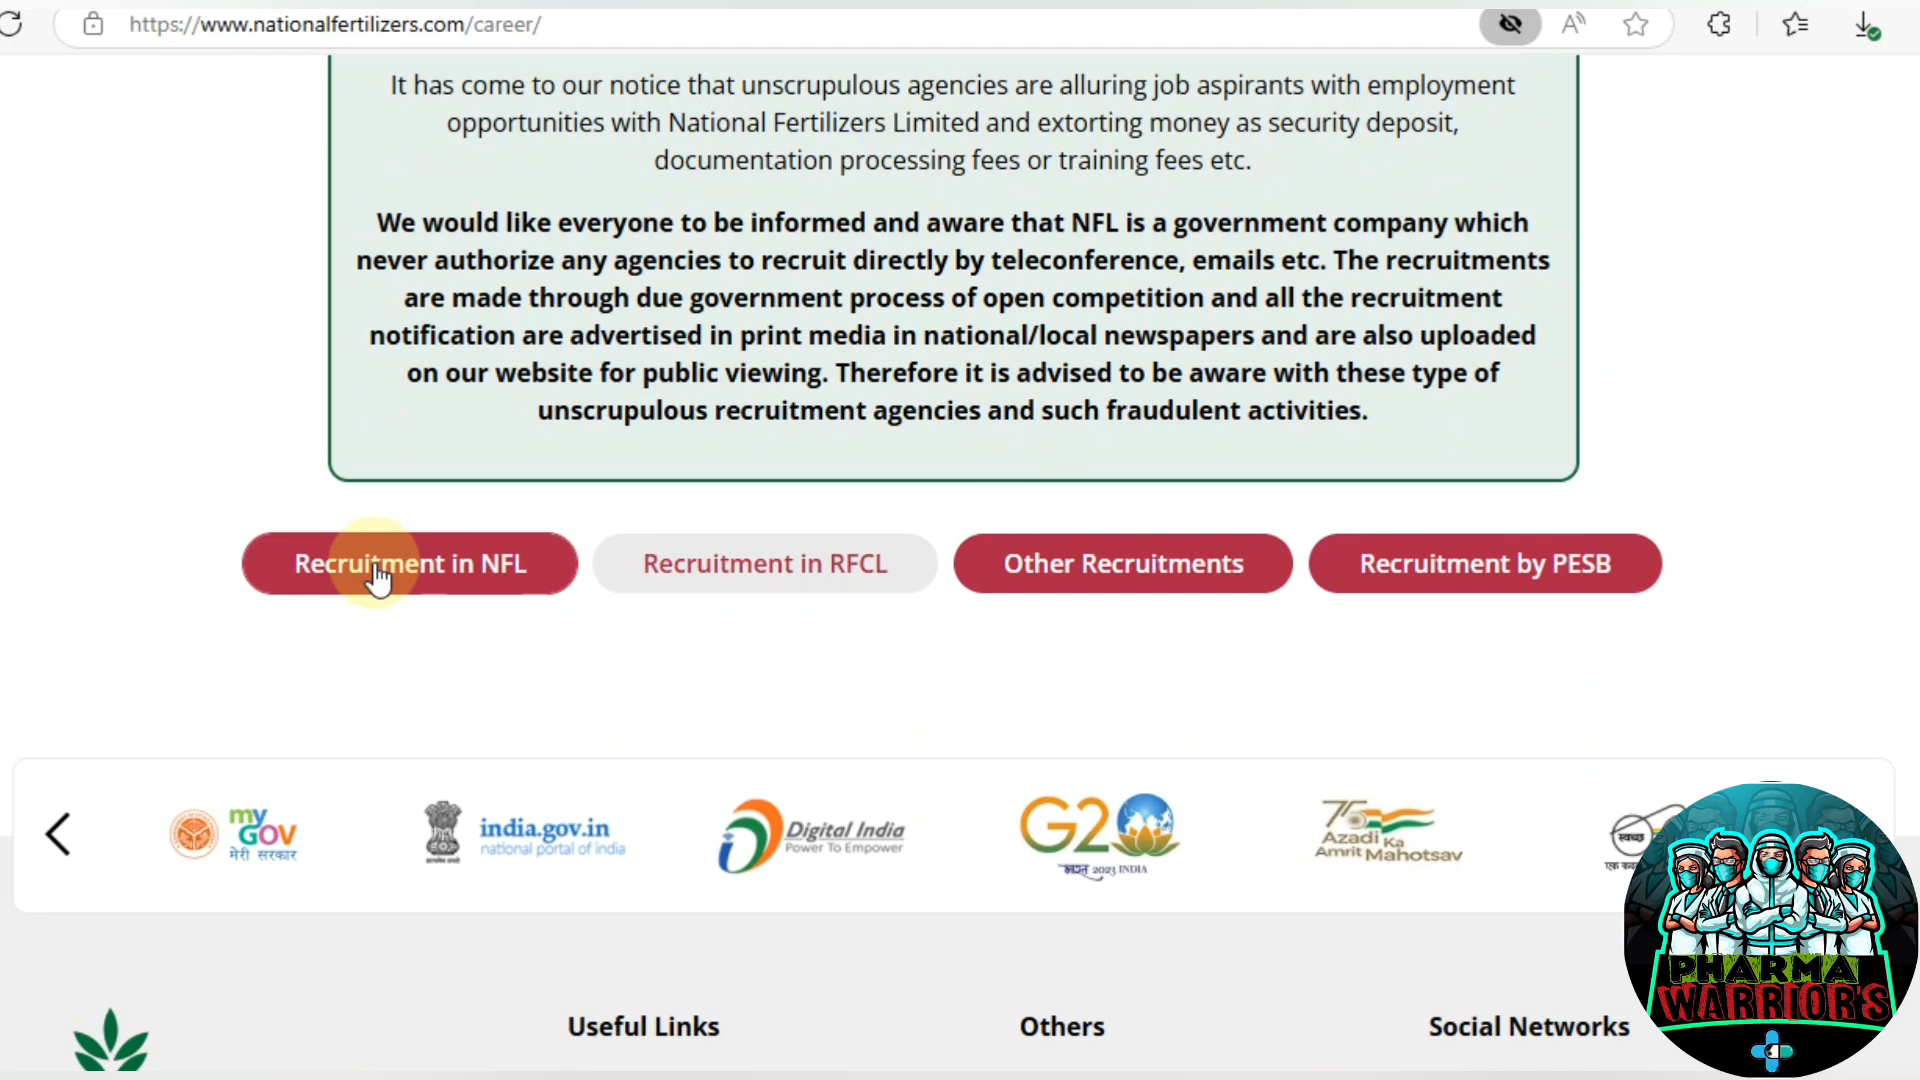 https://www.nationalfertilizers.com/career/
It has come to our notice that unscrupulous agencies are alluring job aspirants with employment
opportunities with National Fertilizers Limited and extorting money as security deposit,
documentation processing fees or training fees etc.
We would like everyone to be informed and aware that NFL is a government company which
never authorize any agencies to recruit directly by teleconference, emails etc. The recruitments
are made through due government process of open competition and all the recruitment
notification are advertised in print media in national/local newspapers and are also uploaded
on our website for public viewing. Therefore it is advised to be aware with these type of
unscrupulous recruitment agencies and such fraudulent activities.
Recruitment in NFL
Recruitment in RFCL
Other Recruitments
Recruitment by PESB
my
GOV
मेरी सरकार
india.gov.in
national portal of india
Digital India
Power To Empower
G2
भारत 2023 INDIA
75
Azadi Ka
Amrit Mahotsav
स्वच्छ
एक कदम
PHARMA
WARRIOR'S
Useful Links
Others
Social Networks